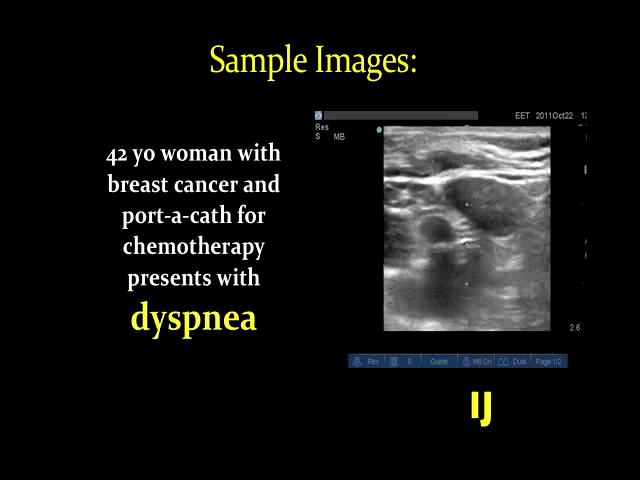 Sample Images:
42 yo woman with
breast cancer and
port-a-cath for
chemotherapy
presents with
dyspnea
EET 2011Oct22
Res
S MB
2.6
Res 0 Guide MB On Dual Page 1/2
IJ